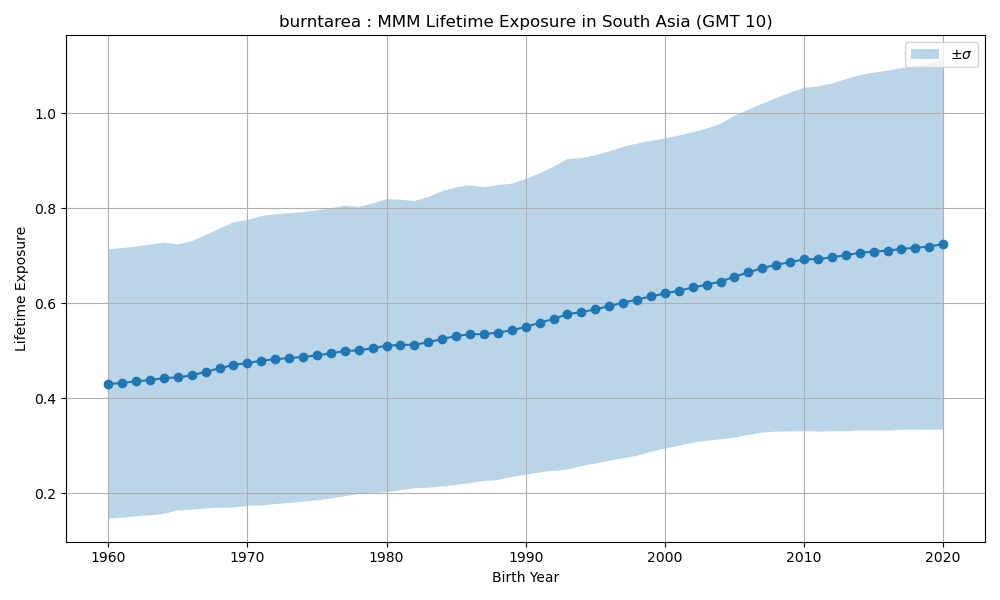 burntarea : MMM Lifetime Exposure in South Asia (GMT 10)
±σ
Lifetime Exposure
1.0
0.8
0.6
0.4
0.2
1960 1970 1980 1990 2000 2010 2020
Birth Year